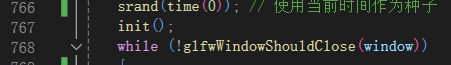 766 srand(time(0)); // 使用当前时间作为种子
767 init();
768 while (!glfwWindowShouldClose(window))
769 {